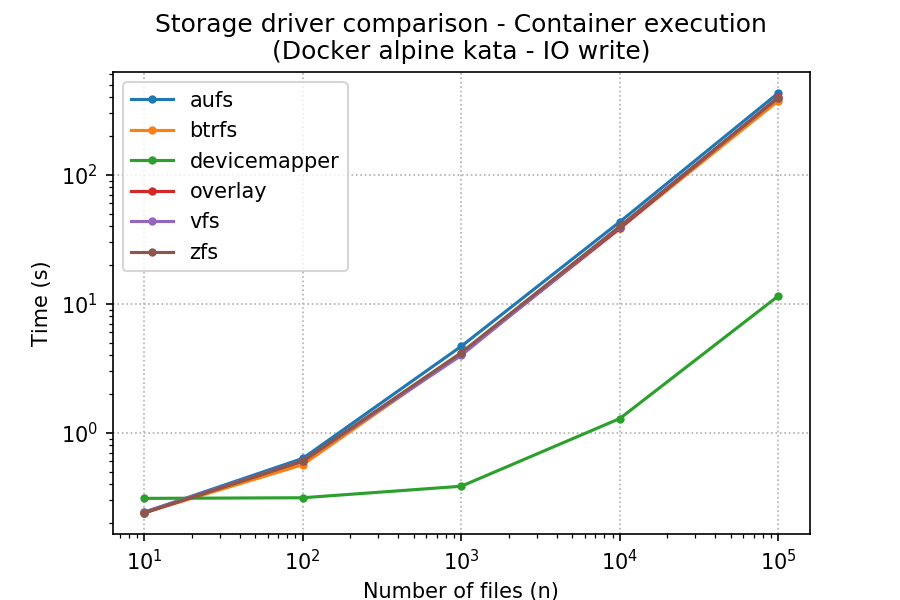 Storage driver comparison - Container execution
(Docker alpine kata - IO write)
aufs
btrfs
devicemapper
overlay
vfs
zfs
Time (s)
10²
10¹
10⁰
10¹
10²
10³
10⁴
10⁵
Number of files (n)